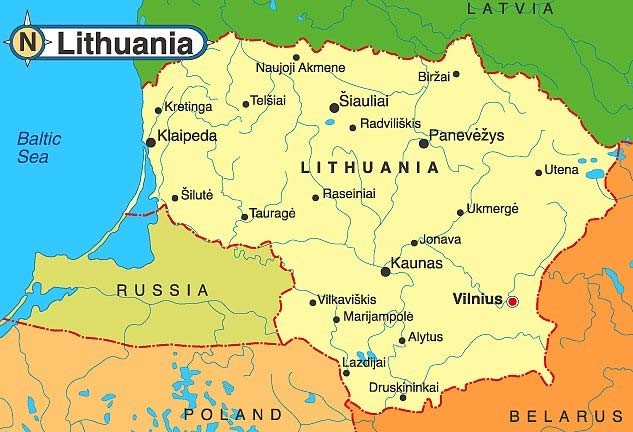 LATVIA
N Lithuania
Naujoji Akmene
Biržai
Kretinga
Telšiai
Šiauliai
Radviliškis
Klaipeda
Panevėžys
Baltic
Sea
LITHUANIA
Utena
Šilutė
Raseiniai
Tauragė
Ukmergė
Jonava
Kaunas
RUSSIA
Vilkaviškis
Vilnius
Marijampolė
Alytus
Lazdijai
Druskininkai
POLAND
BELARUS